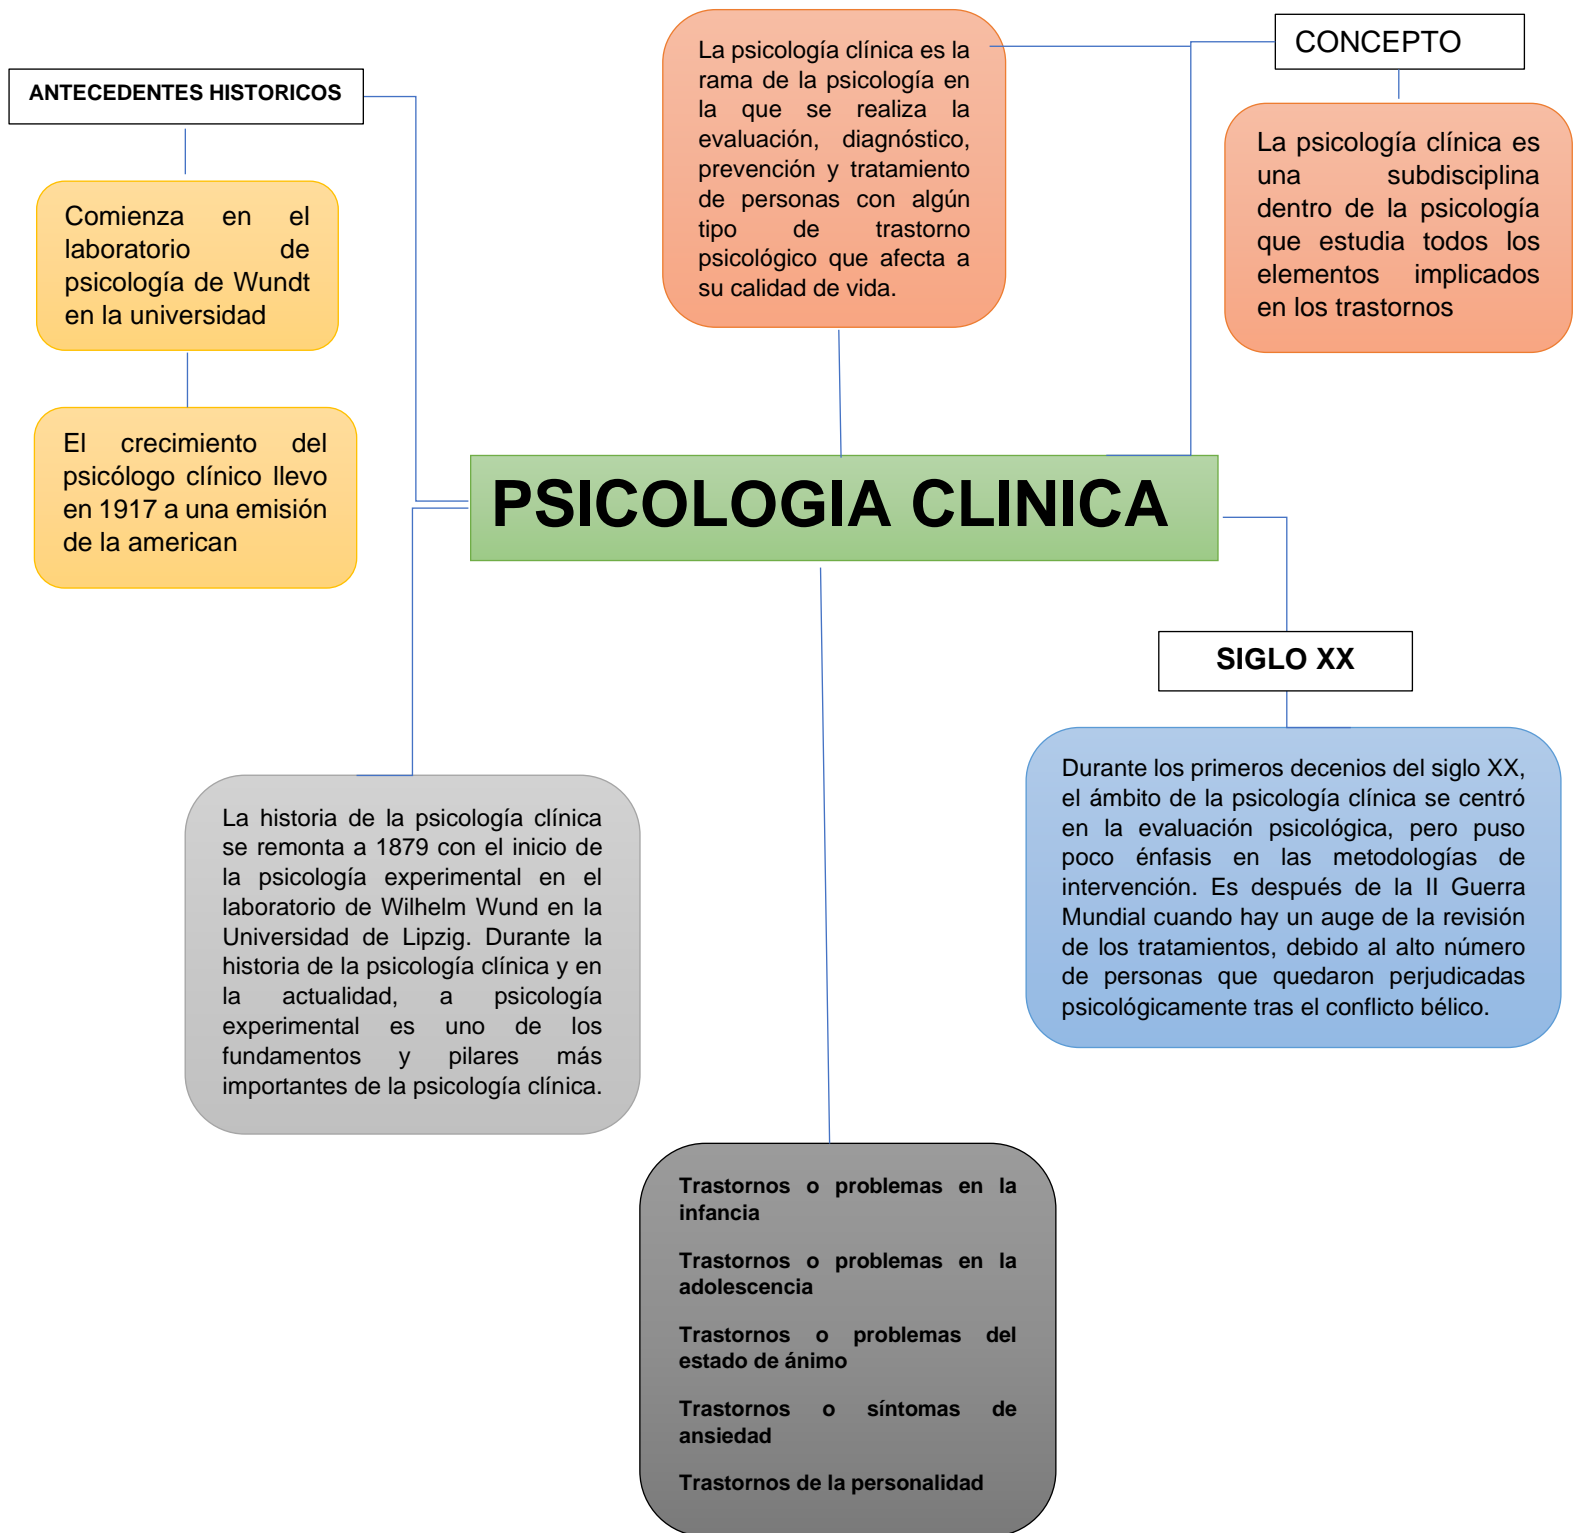 ANTECEDENTES HISTORICOS
Comienza en el
laboratorio de
psicología de Wundt
en la universidad
El crecimiento del
psicólogo clínico llevo
en 1917 a una emisión
de la american
La psicología clínica es la
rama de la psicología en
la que se realiza la
evaluación, diagnóstico,
prevención y tratamiento
de personas con algún
tipo de trastorno
psicológico que afecta a
su calidad de vida.
CONCEPTO
La psicología clínica es
una subdisciplina
dentro de la psicología
que estudia todos los
elementos implicados
en los trastornos
PSICOLOGIA CLINICA
SIGLO XX
Durante los primeros decenios del siglo XX,
el ámbito de la psicología clínica se centró
en la evaluación psicológica, pero puso
poco énfasis en las metodologías de
intervención. Es después de la II Guerra
Mundial cuando hay un auge de la revisión
de los tratamientos, debido al alto número
de personas que quedaron perjudicadas
psicológicamente tras el conflicto bélico.
La historia de la psicología clínica
se remonta a 1879 con el inicio de
la psicología experimental en el
laboratorio de Wilhelm Wund en la
Universidad de Lipzig. Durante la
historia de la psicología clínica y en
la actualidad, a psicología
experimental es uno de los
fundamentos y pilares más
importantes de la psicología clínica.
Trastornos o problemas en la
infancia
Trastornos o problemas en la
adolescencia
Trastornos o problemas del
estado de ánimo
Trastornos o síntomas de
ansiedad
Trastornos de la personalidad